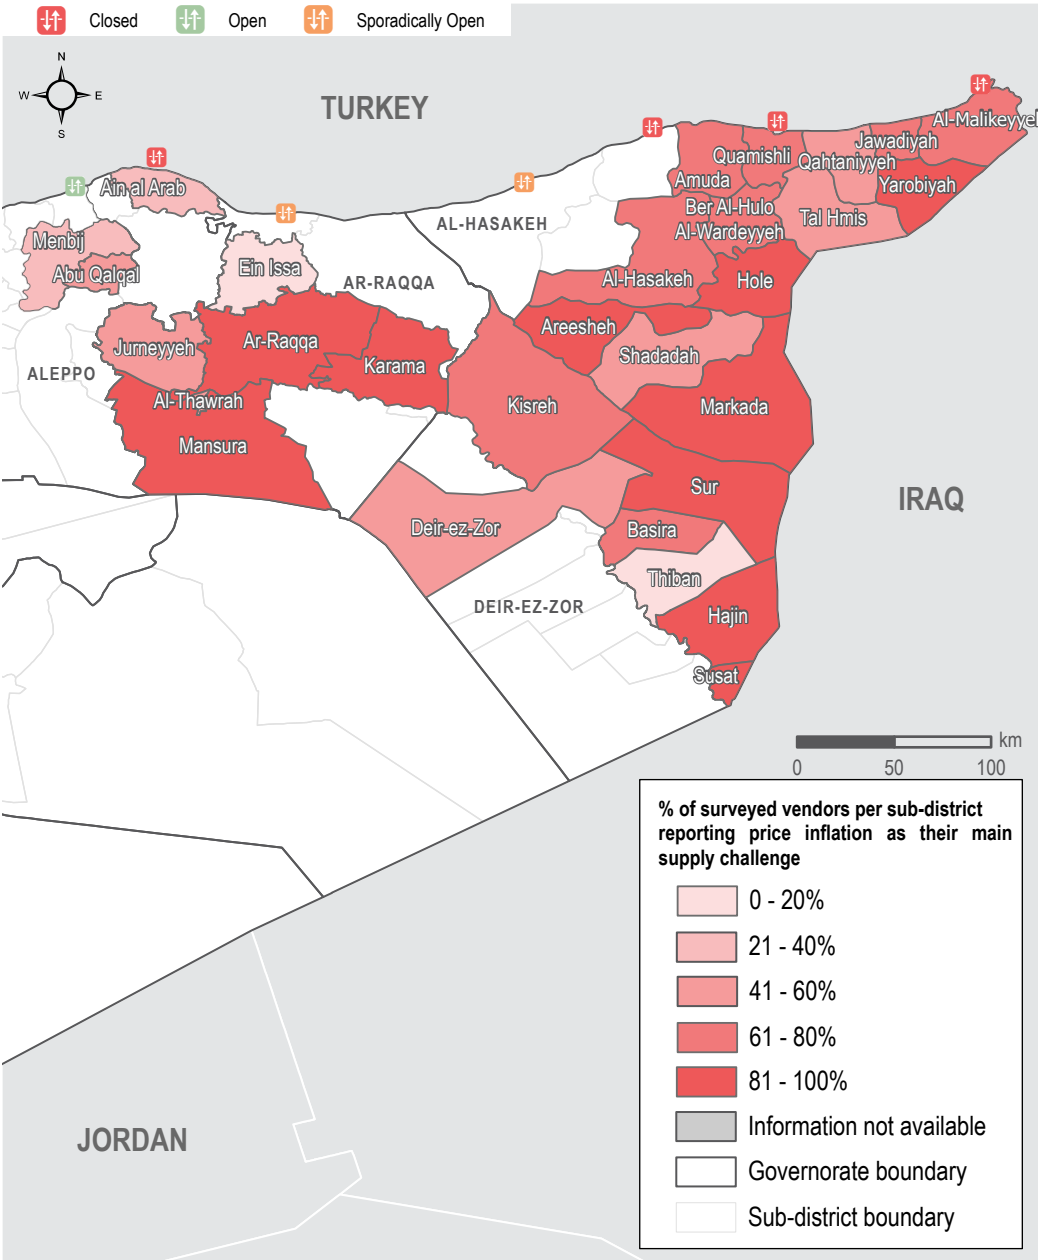 Closed Open Sporadically Open
N
W E
S
TURKEY
Al-Malikeyyeh
Jawadiyah
Quamishli
Qahtaniyyeh
Amuda
Yarobiyah
Ain al Arab
Ber Al-Hulo
Al-Wardeyyeh
Tal Hmis
AL-HASAKEH
Menbij
Abu Qalqal
Ein Issa
AR-RAQQA
Al-Hasakeh
Hole
Areesheh
Jurneyyeh
Ar-Raqqa
Shadadah
Karama
ALEPPO
Al-Thawrah
Kisreh
Markada
Mansura
Sur
IRAQ
Deir-ez-Zor
Basira
Thiban
DEIR-EZ-ZOR
Hajin
Susat
km
0 50 100
% of surveyed vendors per sub-district
reporting price inflation as their main
supply challenge
0 - 20%
21 - 40%
41 - 60%
61 - 80%
81 - 100%
Information not available
Governorate boundary
Sub-district boundary
JORDAN